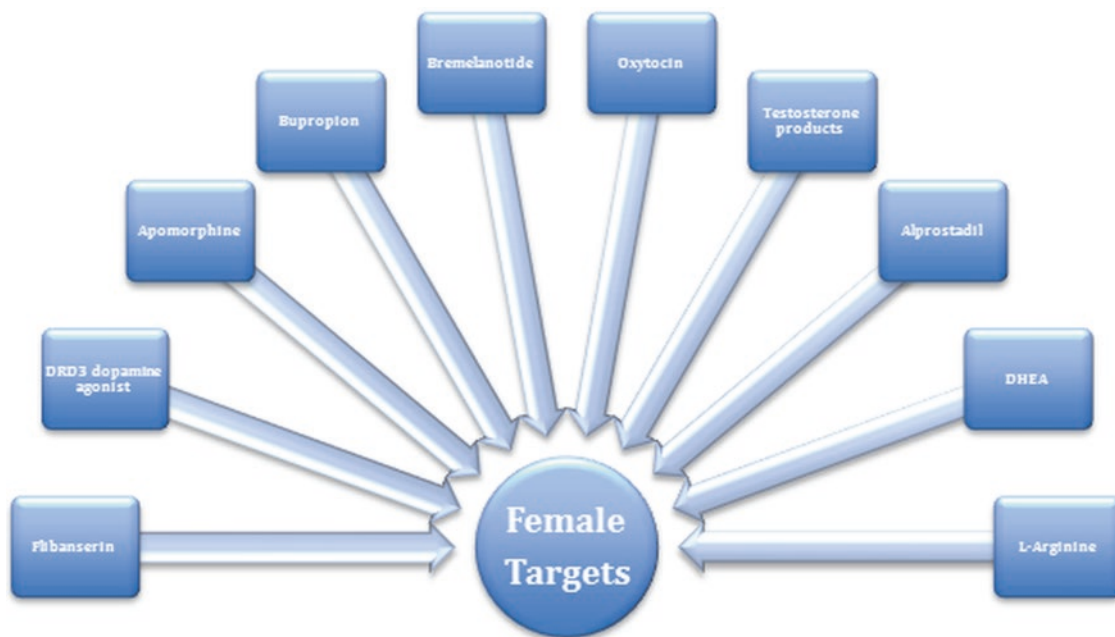 Bremelanotide
Oxytocin
Bupropion
Testosterone
products
Apomorphine
Alprostadil
DRD3 dopamine
agonist
DHEA
Flibanserin
L-Arginine
Female
Targets